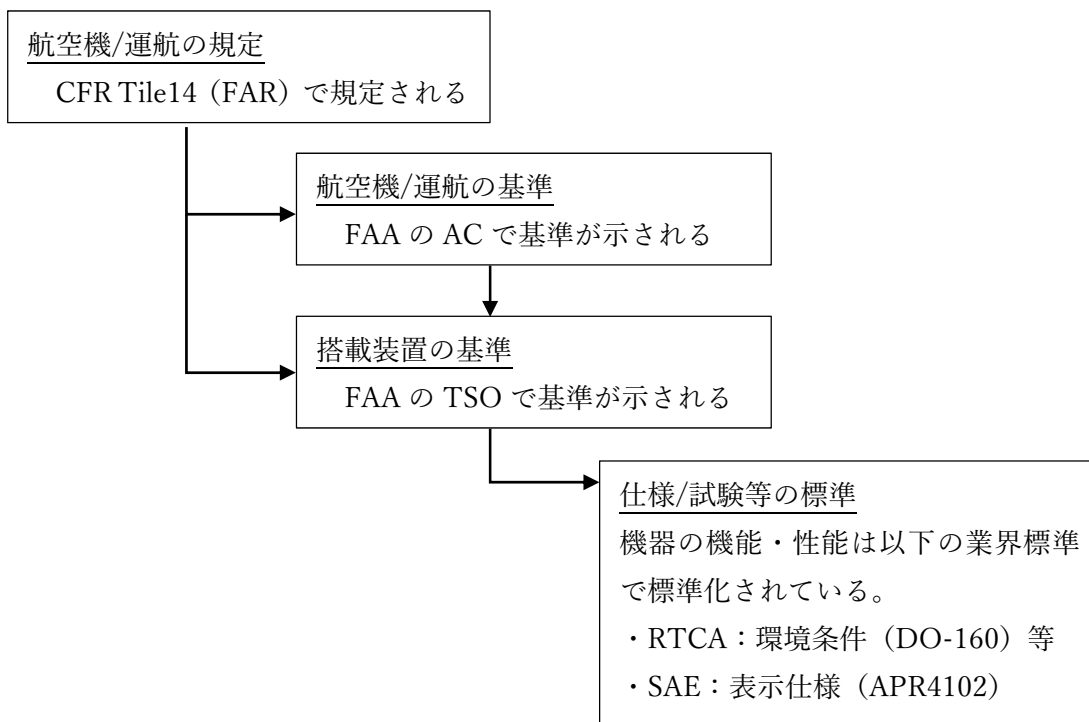 航空機/運航の規定
CFR Tile14（FAR）で規定される
航空機/運航の基準
FAA の AC で基準が示される
搭載装置の基準
FAA の TSO で基準が示される
仕様/試験等の標準
機器の機能・性能は以下の業界標準
で標準化されている。
・RTCA：環境条件（DO-160）等
・SAE：表示仕様（APR4102）